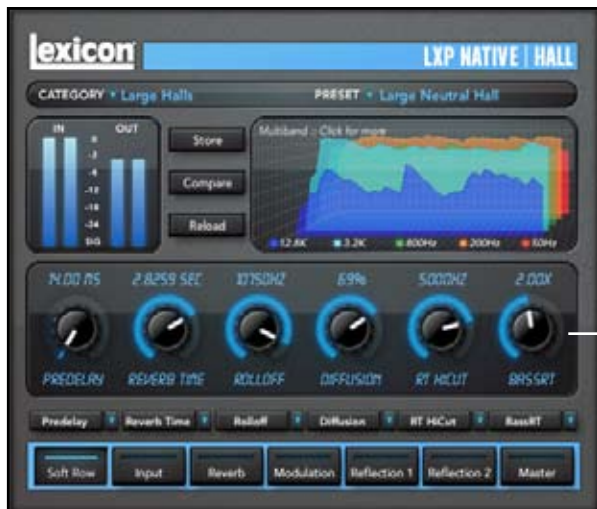 lexicon
LXP NATIVE | HALL
CATEGORY Large Halls PRESET Large Neutral Hall
IN OUT
Store
Compare
Reload
Multiband :: Click for more
0
-24
SIG
12.8K 3.2K 800Hz 200Hz 50Hz
14.00 MS 2.8259 SEC 10750HZ 69% 5000HZ 2.00X
PREDELAY REVERB TIME ROLLOFF DIFFUSION RT HICUT BASSRT
Predelay Reverb Time Rolloff Diffusion RT HiCut BassRT
Soft Row Input Reverb Modulation Reflection 1 Reflection 2 Master